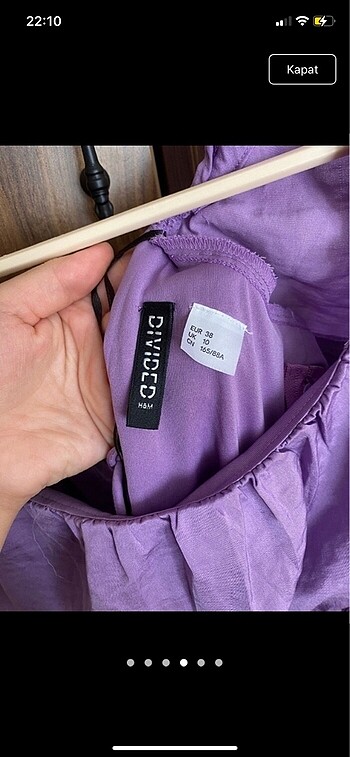 22:10
Kapat
DIVIDED
H&M
EUR 38
UK 10
CN 165/88A